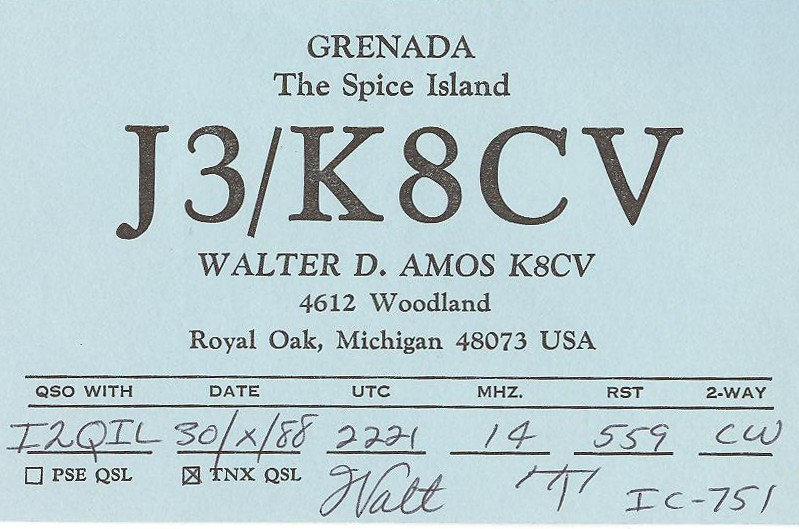 GRENADA
The Spice Island
J3/K8CV
WALTER D. AMOS K8CV
4612 Woodland
Royal Oak, Michigan 48073 USA
QSO WITH DATE UTC MHZ. RST 2-WAY
I2QIL 30/X/88 2221 14 559 CW
☐ PSE QSL ☒ TNX QSL Walt IC-751